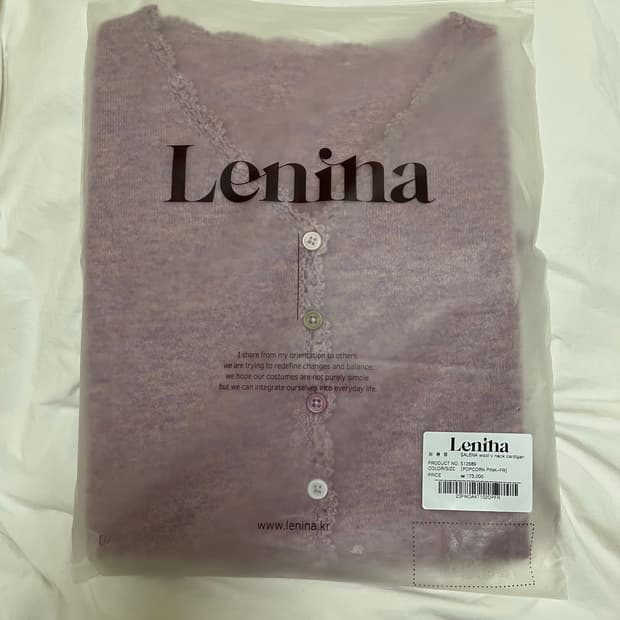 Lenina
I share from my orientation to others.
we are trying to redefine changes and balance,
we hope our costumes are not purely simple
but we can integrate ourselves into everyday life.
www.lenina.kr
Lenina
SALENA wool v neck cardigan
PRODUCT NO. S12689
COLOR/SIZE [POPCORN PINK-FR]
PRICE ₩ 173,000